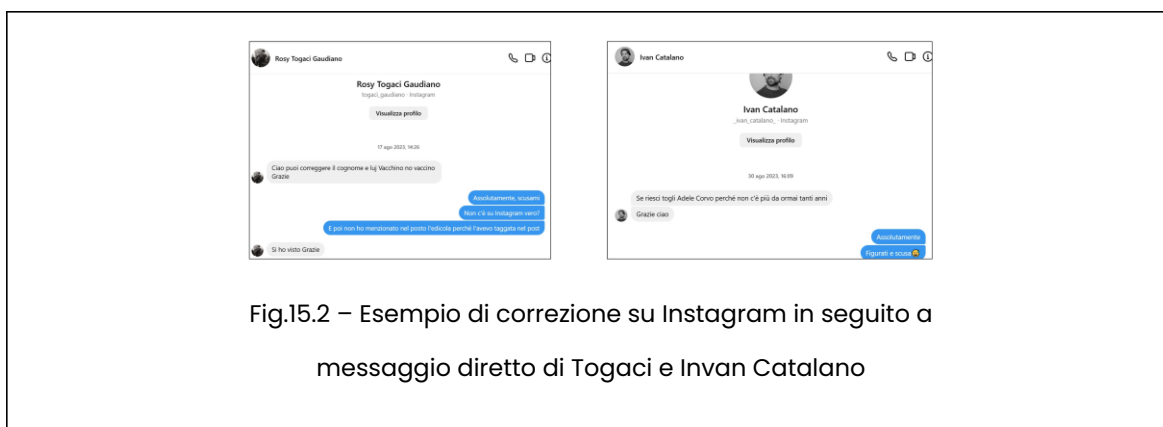 Rosy Togaci Gaudiano
Rosy Togaci Gaudiano
togaci_gaudiano · Instagram
Visualizza profilo
17 ago 2023, 14:26
Ciao puoi correggere il cognome e luj Vacchino no vaccino
Grazie
Assolutamente, scusami
Non c'è su Instagram vero?
E poi non ho menzionato nel posto l'edicola perché l'avevo taggata nel post
Si ho visto Grazie
Ivan Catalano
Ivan Catalano
_ivan_catalano_ · Instagram
Visualizza profilo
30 ago 2023, 16:09
Se riesci togli Adele Corvo perché non c'è più da ormai tanti anni
Grazie ciao
Assolutamente
Figurati e scusa 😅
Fig.15.2 – Esempio di correzione su Instagram in seguito a
messaggio diretto di Togaci e Invan Catalano